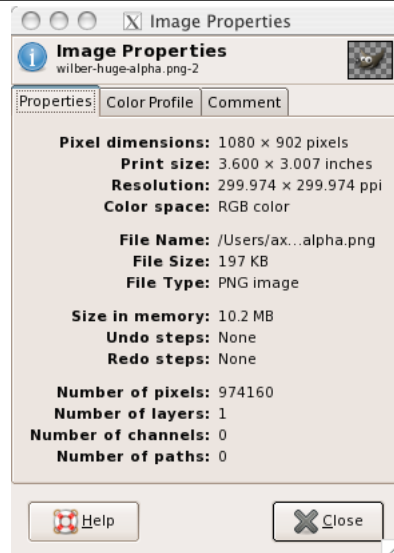 Image Properties
Image Properties
wilber-huge-alpha.png-2
Properties Color Profile Comment
Pixel dimensions: 1080 × 902 pixels
Print size: 3.600 × 3.007 inches
Resolution: 299.974 × 299.974 ppi
Color space: RGB color
File Name: /Users/ax...alpha.png
File Size: 197 KB
File Type: PNG image
Size in memory: 10.2 MB
Undo steps: None
Redo steps: None
Number of pixels: 974160
Number of layers: 1
Number of channels: 0
Number of paths: 0
Help Close